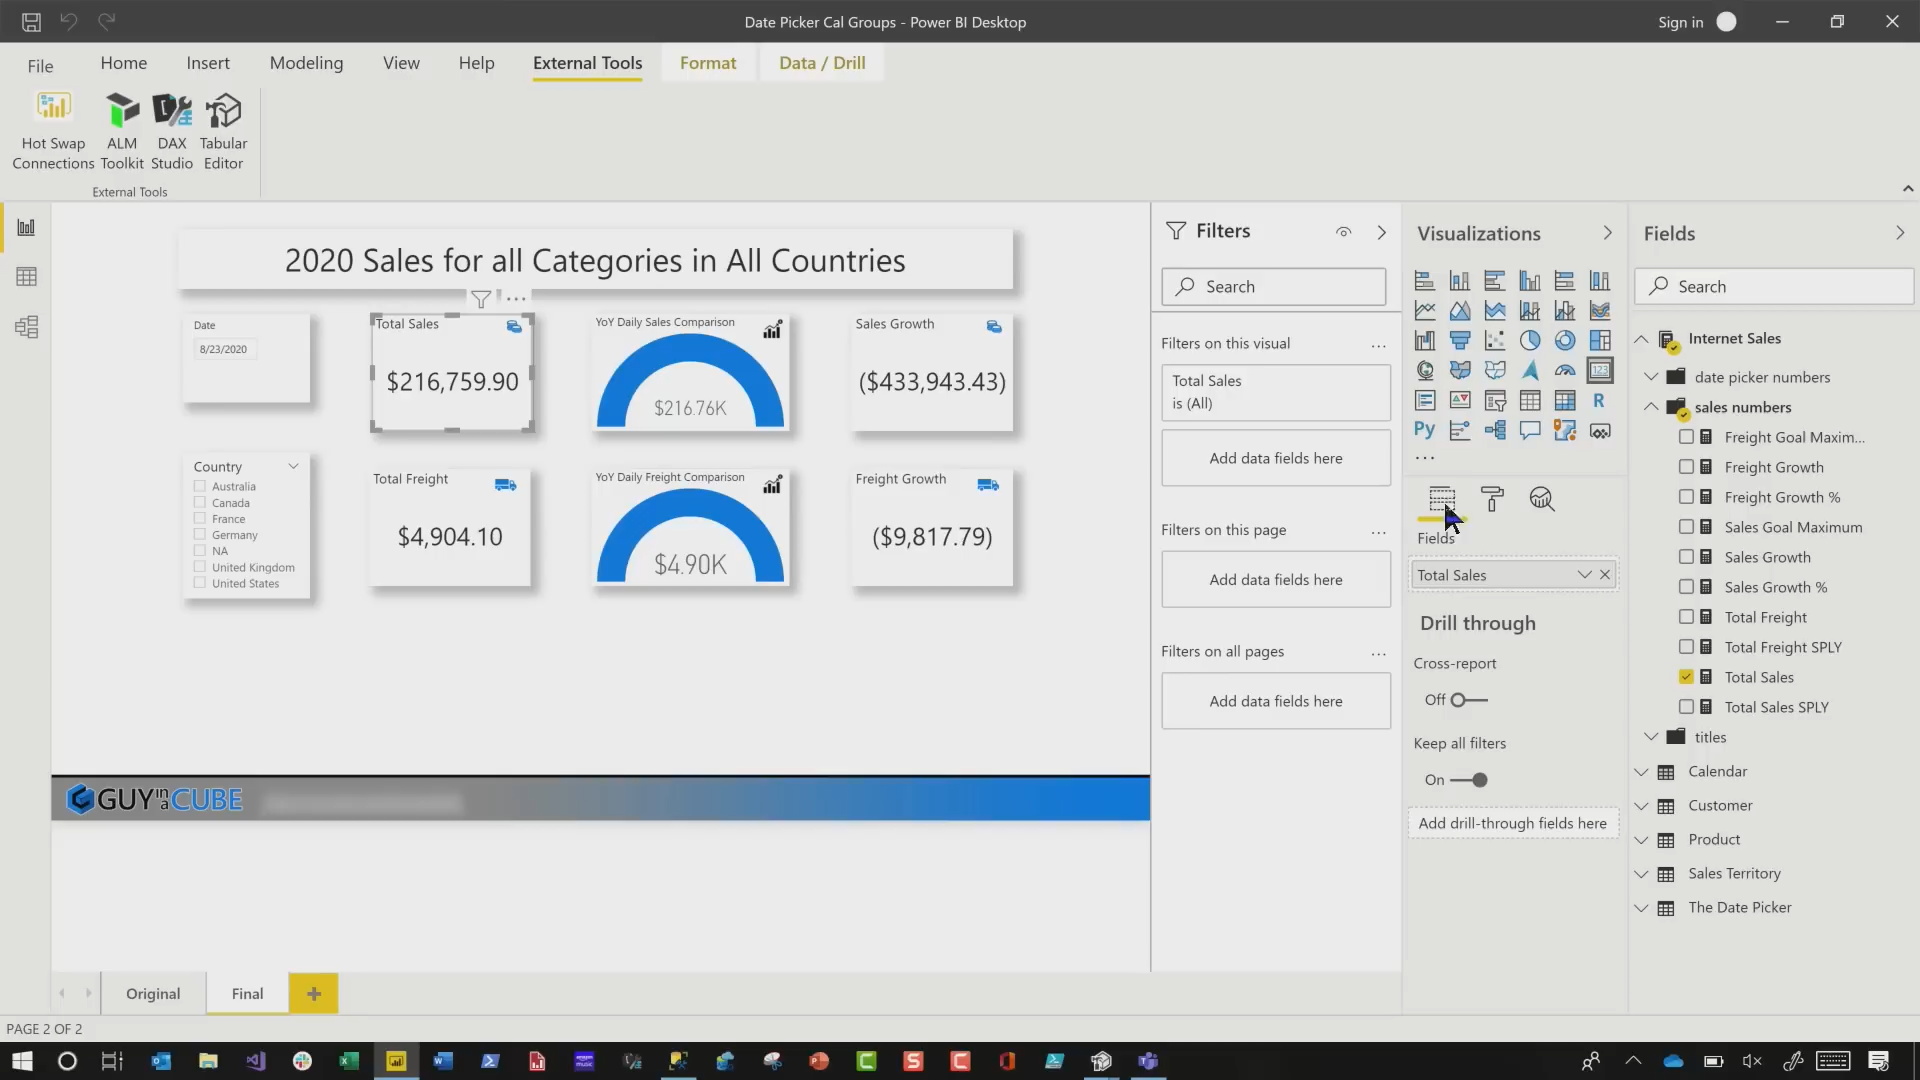 Date Picker Cal Groups - Power BI Desktop
Sign in
File
Home
Insert
Modeling
View
Help
External Tools
Format
Data / Drill
Hot Swap
Connections
ALM
Toolkit
DAX
Studio
Tabular
Editor
External Tools
2020 Sales for all Categories in All Countries
Date
8/23/2020
Total Sales
$216,759.90
YoY Daily Sales Comparison
$216.76K
Sales Growth
($433,943.43)
Country
Australia
Canada
France
Germany
NA
United Kingdom
United States
Total Freight
$4,904.10
YoY Daily Freight Comparison
$4.90K
Freight Growth
($9,817.79)
GUY in a CUBE
Original
Final
PAGE 2 OF 2
Filters
Search
Filters on this visual
...
Total Sales
is (All)
Add data fields here
Filters on this page
...
Add data fields here
Filters on all pages
...
Add data fields here
Visualizations
123
R
Py
...
Fields
Total Sales
Drill through
Cross-report
Off
Keep all filters
On
Add drill-through fields here
Fields
Search
Internet Sales
date picker numbers
sales numbers
Freight Goal Maxim...
Freight Growth
Freight Growth %
Sales Goal Maximum
Sales Growth
Sales Growth %
Total Freight
Total Freight SPLY
Total Sales
Total Sales SPLY
titles
Calendar
Customer
Product
Sales Territory
The Date Picker